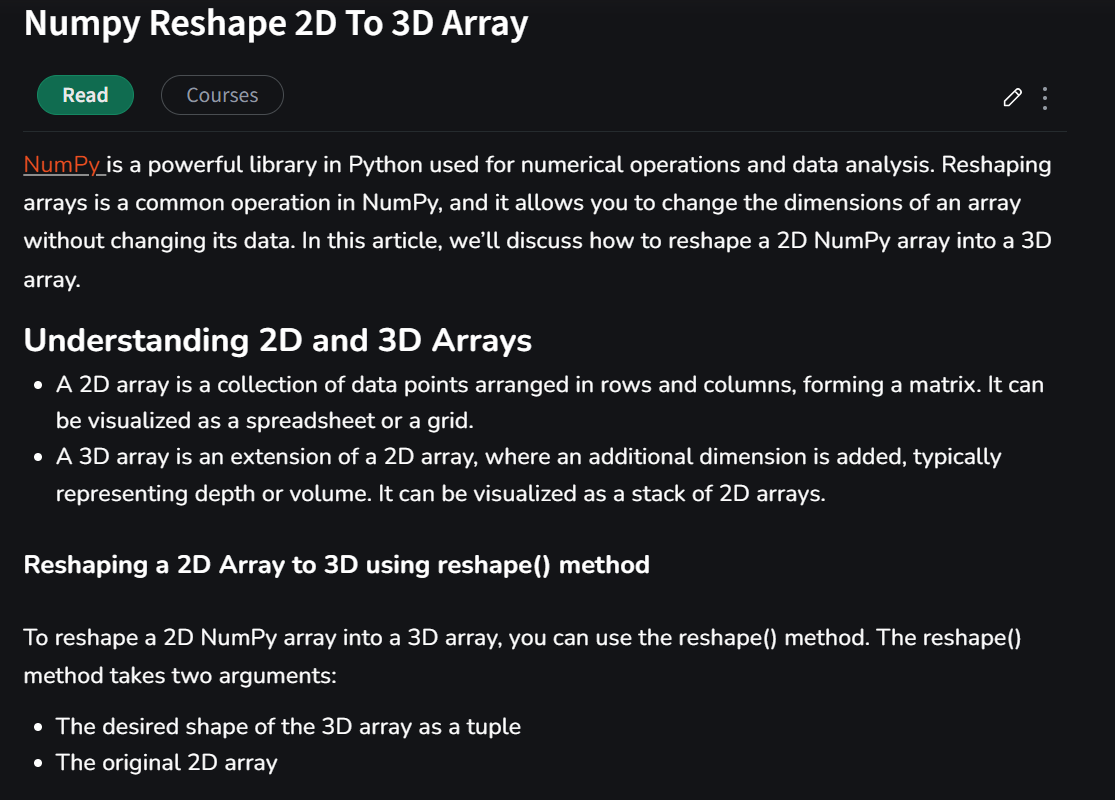 Numpy Reshape 2D To 3D Array
Read
Courses
NumPy is a powerful library in Python used for numerical operations and data analysis. Reshaping
arrays is a common operation in NumPy, and it allows you to change the dimensions of an array
without changing its data. In this article, we’ll discuss how to reshape a 2D NumPy array into a 3D
array.
Understanding 2D and 3D Arrays
• A 2D array is a collection of data points arranged in rows and columns, forming a matrix. It can
be visualized as a spreadsheet or a grid.
• A 3D array is an extension of a 2D array, where an additional dimension is added, typically
representing depth or volume. It can be visualized as a stack of 2D arrays.
Reshaping a 2D Array to 3D using reshape() method
To reshape a 2D NumPy array into a 3D array, you can use the reshape() method. The reshape()
method takes two arguments:
• The desired shape of the 3D array as a tuple
• The original 2D array